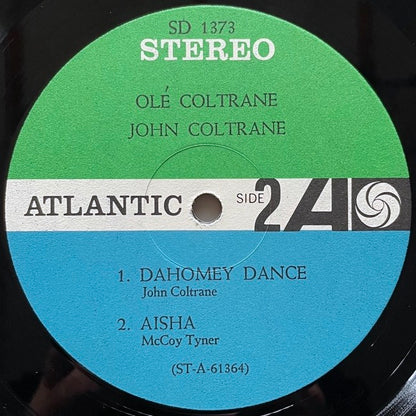 SD 1373
STEREO
OLÉ COLTRANE
JOHN COLTRANE
ATLANTIC SIDE 2 A
1. DAHOMEY DANCE
John Coltrane
2. AISHA
McCoy Tyner
(ST-A-61364)